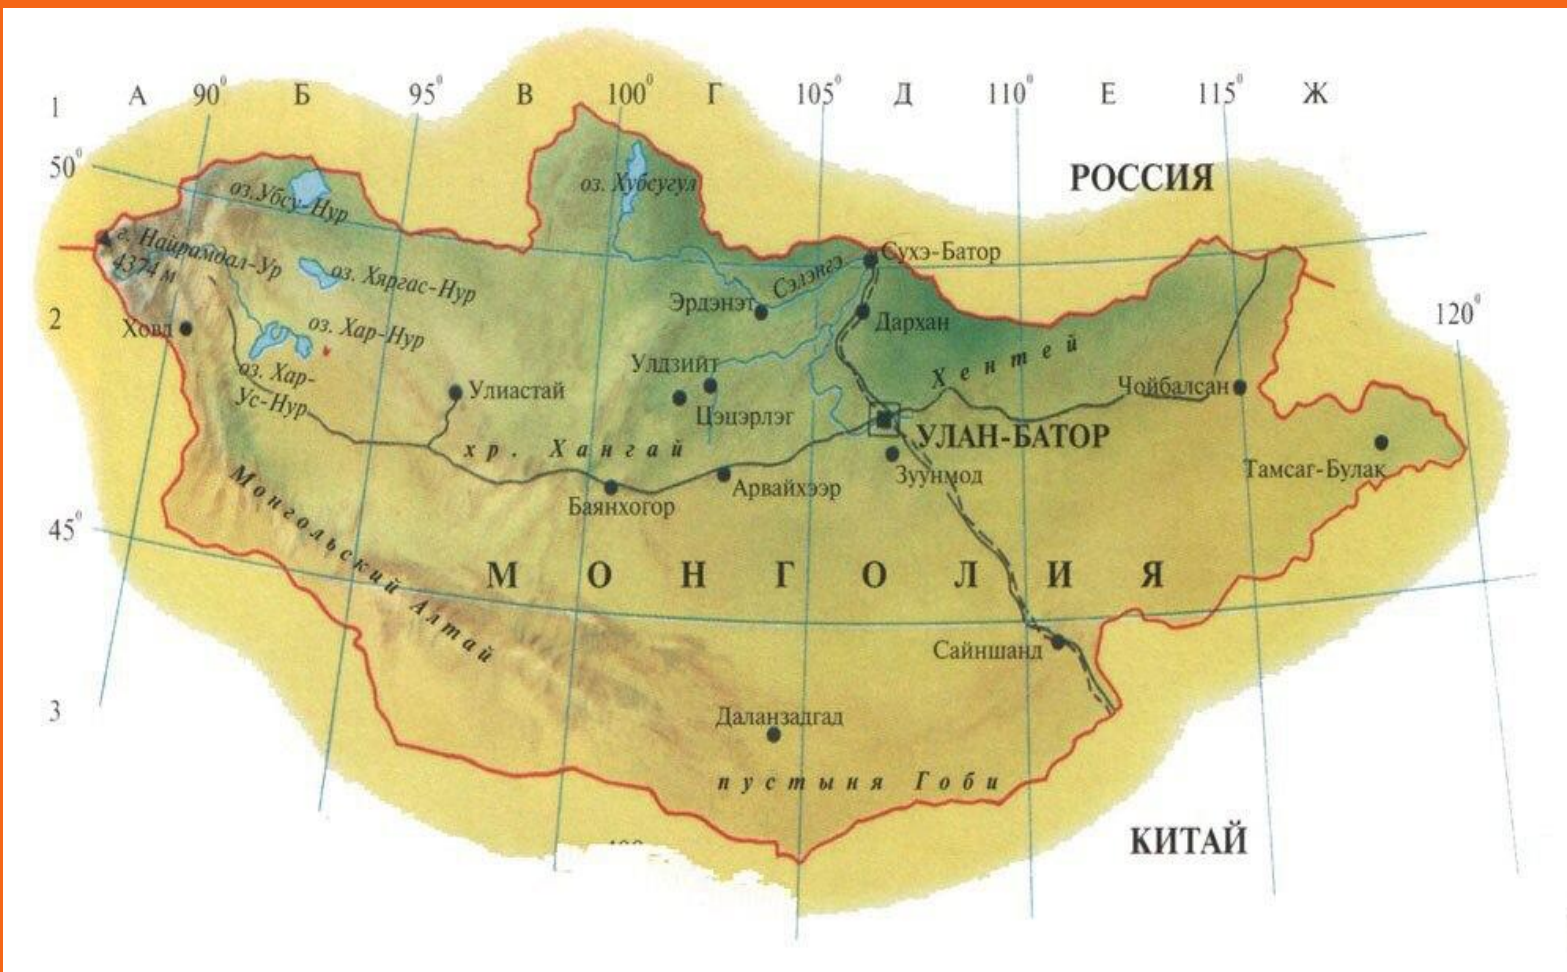 А 90° Б 95° В 100° Г 105° Д 110° Е 115° Ж
1
50°
РОССИЯ
оз.Убсу-Нур
оз. Хубсугул
г. Найрамдал-Ур
4374 м
оз. Хяргас-Нур
Сэлэнгэ
Сухэ-Батор
Эрдэнэт
Дархан
120°
2
Ховд
оз. Хар-Нур
оз. Хар-
Ус-Нур
Улиастай
Улдзийт
Цэцэрлэг
Хентей
Чойбалсан
хр. Хангай
УЛАН-БАТОР
Зуунмод
Тамсаг-Булак
Баянхогор
Арвайхээр
45°
Монгольский Алтай
МОНГОЛИЯ
Сайншанд
3
Даланзадгад
пустыня Гоби
КИТАЙ